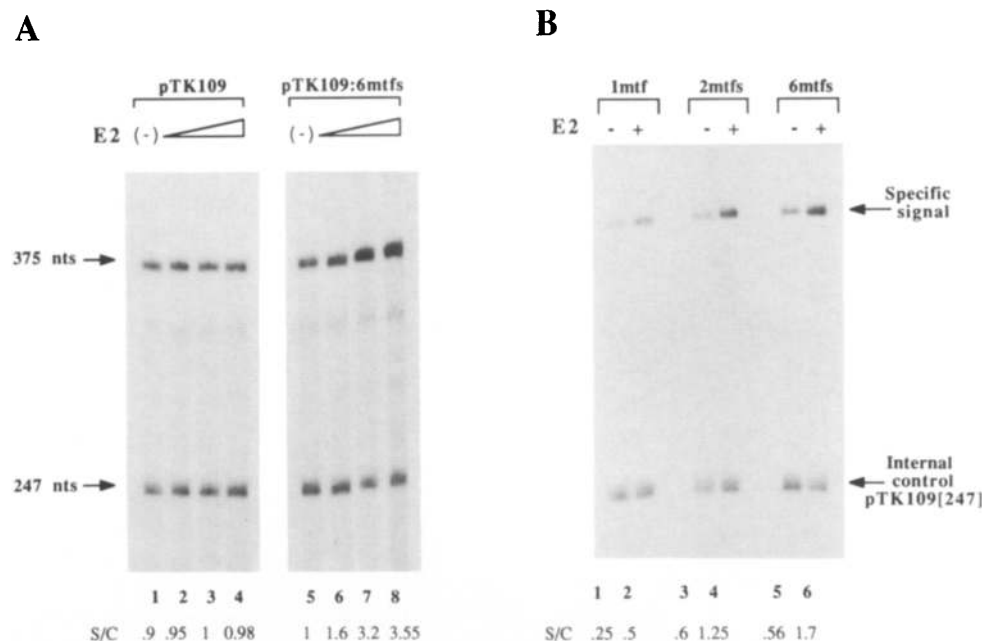 A
pTK109 pTK109:6mtfs
E2 (-) (-)
375 nts
247 nts
1 2 3 4 5 6 7 8
S/C .9 .95 1 0.98 1 1.6 3.2 3.55
B
1mtf 2mtfs 6mtfs
E2 - + - + - +
Specific
signal
Internal
control
pTK109[247]
1 2 3 4 5 6
S/C .25 .5 .6 1.25 .56 1.7